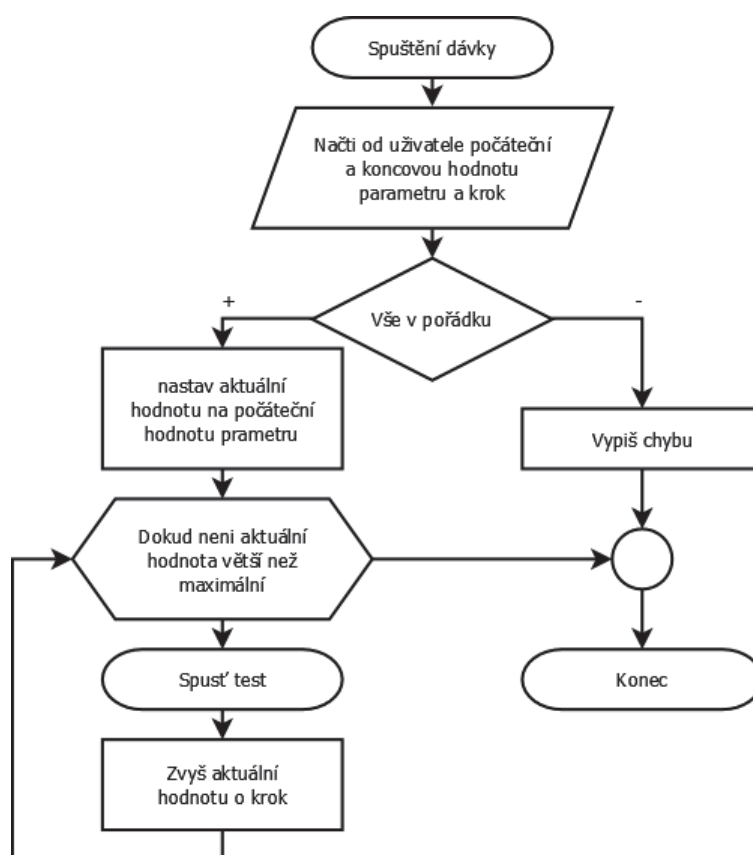 Spuštění dávky
Načti od uživatele počáteční
a koncovou hodnotu
parametru a krok
+
-
Vše v pořádku
nastav aktuální
hodnotu na počáteční
hodnotu prametru
Vypiš chybu
Dokud neni aktuální
hodnota větší než
maximální
Spusť test
Konec
Zvyš aktuální
hodnotu o krok